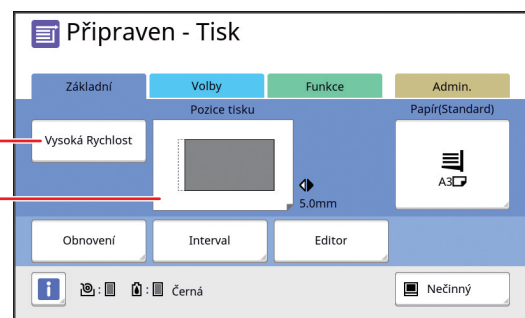 Připraven - Tisk
Základní Volby Funkce Admin.
Pozice tisku Papír(Standard)
Vysoká Rychlost
A3
5.0mm
Obnovení Interval Editor
i : : Černá Nečinný